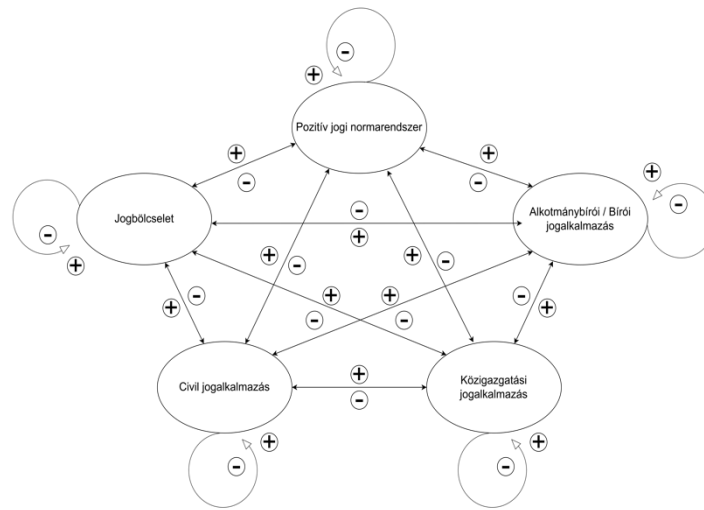 Pozitív jogi normarendszer
Jogbölcselet
Alkotmánybírói / Bírói
jogalkalmazás
Civil jogalkalmazás
Közigazgatási
jogalkalmazás